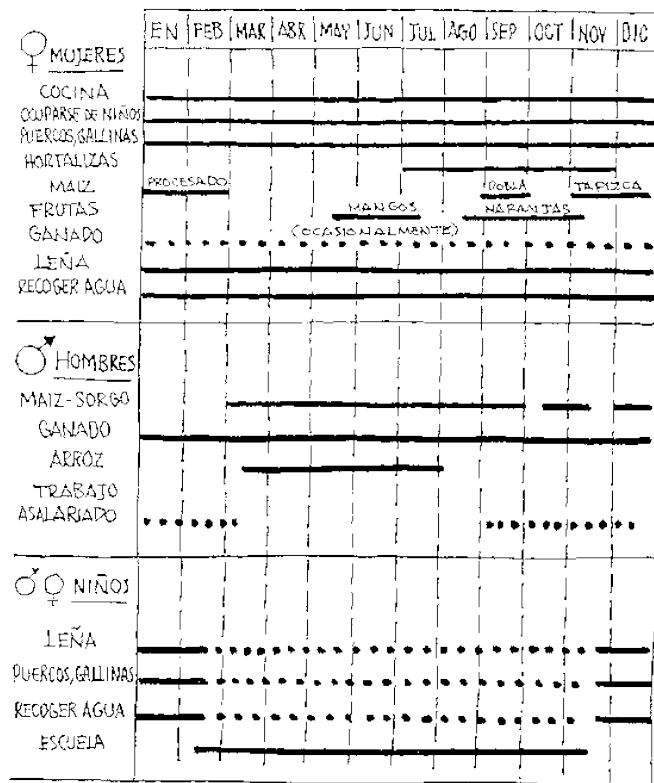 EN FEB MAR ABR MAY JUN JUL AGO SEP OCT NOV DIC
♀ MUJERES
COCINA
OCUPARSE DE NIÑOS
PUERCOS, GALLINAS
HORTALIZAS
MAIZ PROCESADO DOBLA TAPIZCA
FRUTAS MANGOS NARANJAS
GANADO (OCASIONALMENTE)
LEÑA
RECOGER AGUA
♂ HOMBRES
MAIZ-SORGO
GANADO
ARROZ
TRABAJO
ASALARIADO
♂ ♀ NIÑOS
LEÑA
PUERCOS, GALLINAS
RECOGER AGUA
ESCUELA